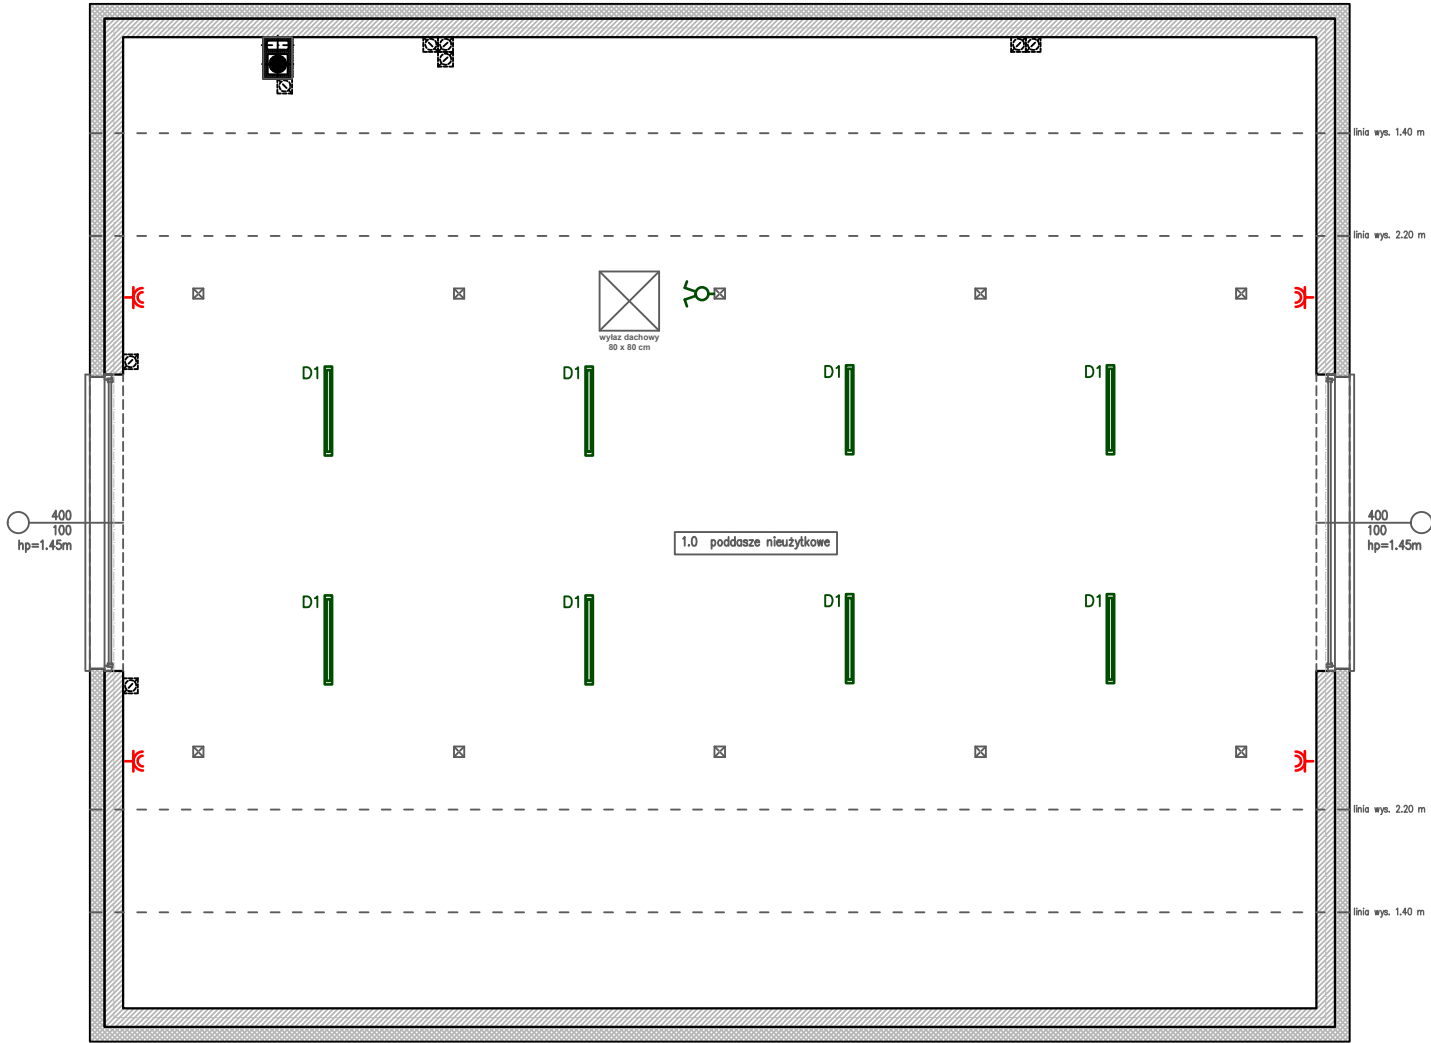 linia wys. 1.40 m
linia wys. 2.20 m
wyłaz dachowy
80 x 80 cm
D1 D1 D1 D1
400
100
hp=1.45m
400
100
hp=1.45m
1.0 poddasze nieużytkowe
D1 D1 D1 D1
linia wys. 2.20 m
linia wys. 1.40 m